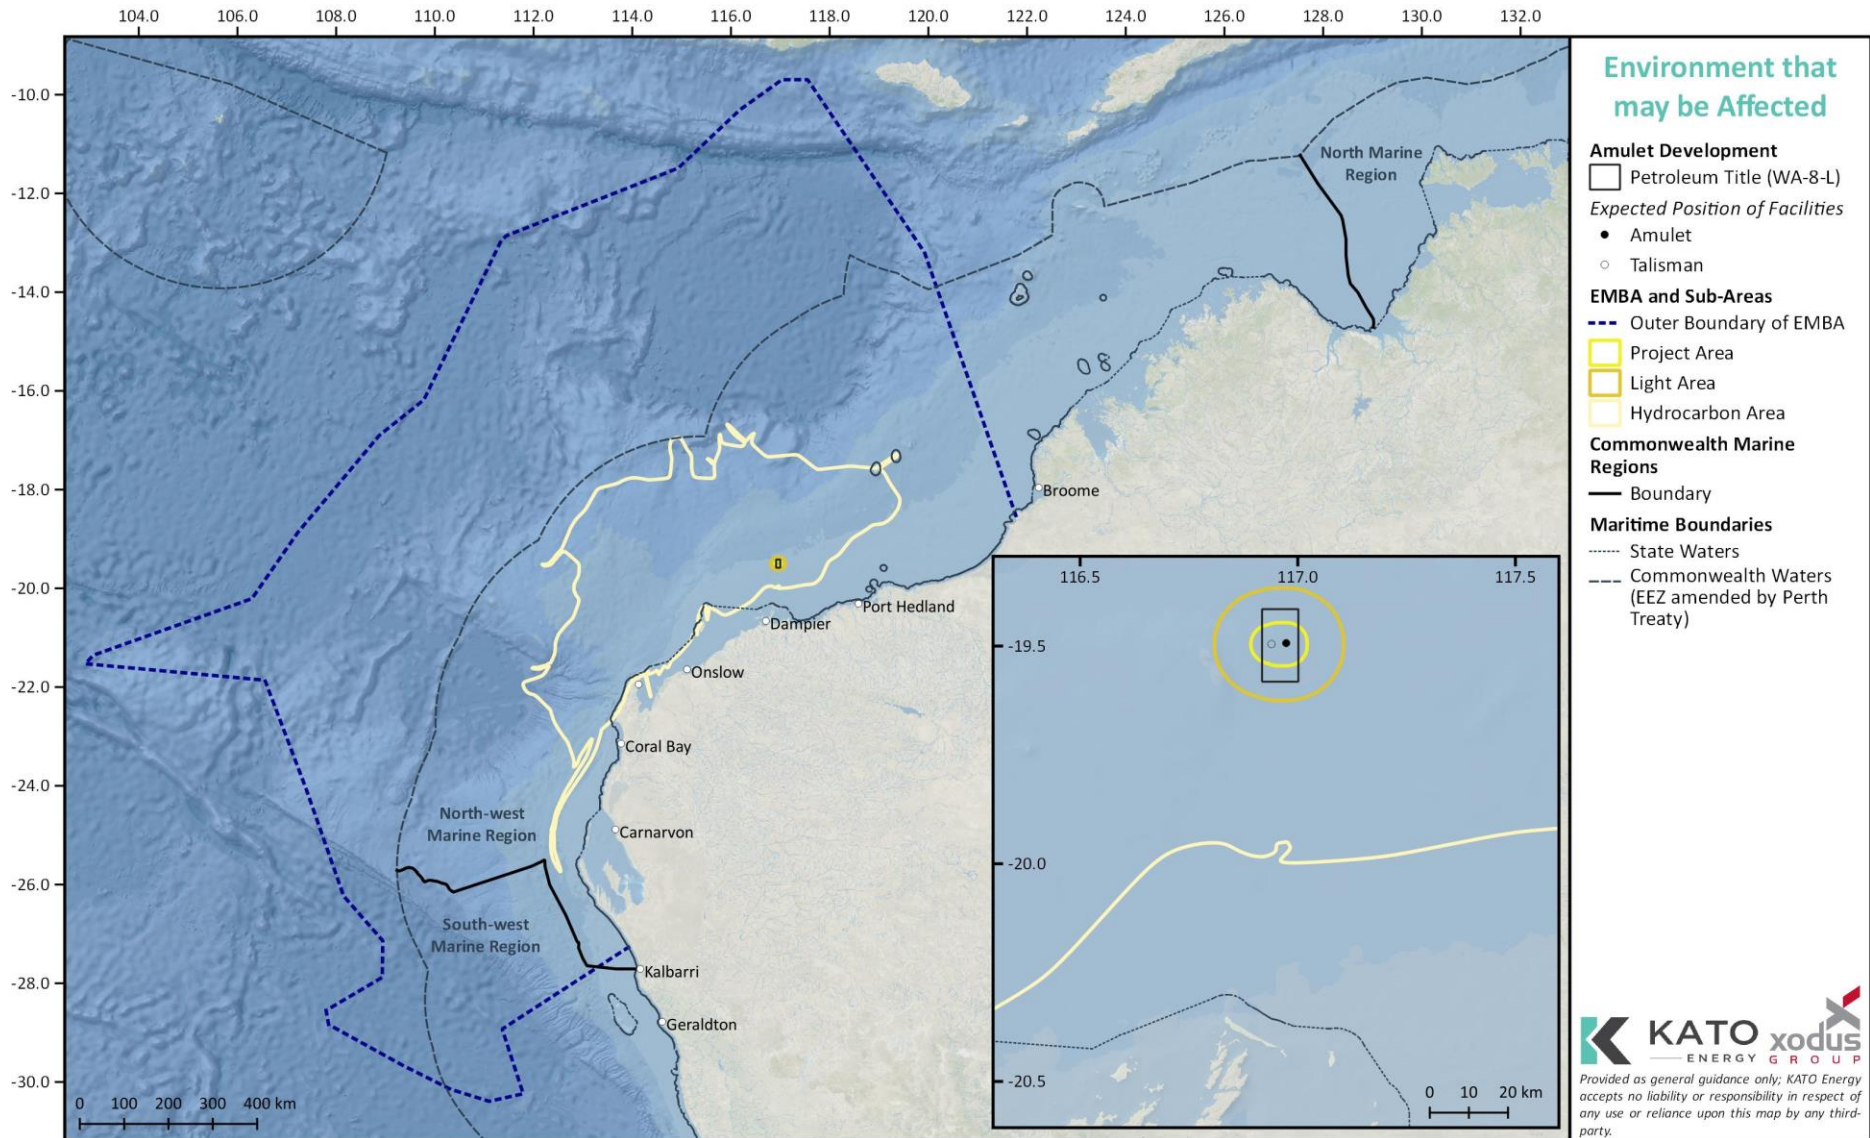 104.0 106.0 108.0 110.0 112.0 114.0 116.0 118.0 120.0 122.0 124.0 126.0 128.0 130.0 132.0
-10.0
-12.0
-14.0
-16.0
-18.0
-20.0
-22.0
-24.0
-26.0
-28.0
-30.0
North Marine
Region
Broome
Port Hedland
Dampier
Onslow
Coral Bay
Carnarvon
North-west
Marine Region
South-west
Marine Region
Kalbarri
Geraldton
0 100 200 300 400 km
116.5 117.0 117.5
-19.5
-20.0
-20.5
0 10 20 km
Environment that
may be Affected
Amulet Development
Petroleum Title (WA-8-L)
Expected Position of Facilities
Amulet
Talisman
EMBA and Sub-Areas
Outer Boundary of EMBA
Project Area
Light Area
Hydrocarbon Area
Commonwealth Marine
Regions
Boundary
Maritime Boundaries
State Waters
Commonwealth Waters
(EEZ amended by Perth
Treaty)
KATO
ENERGY
xodus
GROUP
Provided as general guidance only; KATO Energy
accepts no liability or responsibility in respect of
any use or reliance upon this map by any third-
party.